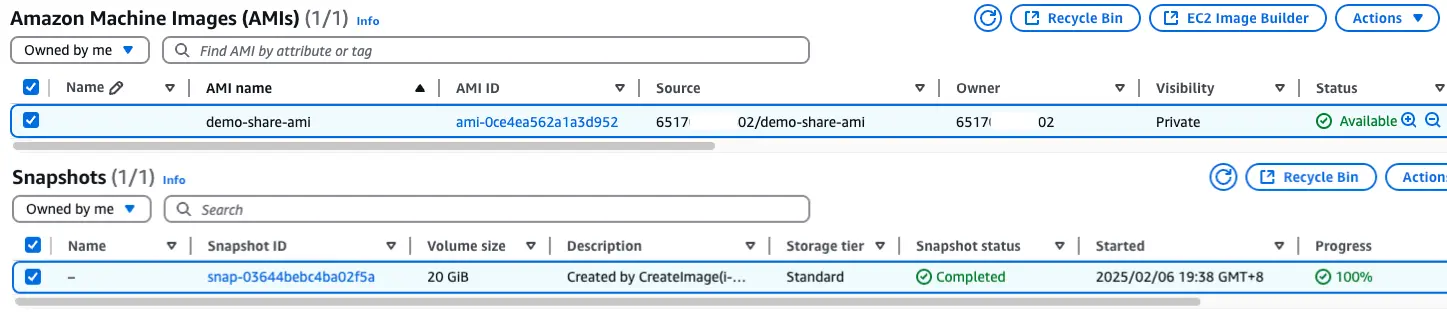 Amazon Machine Images (AMIs) (1/1) Info Recycle Bin EC2 Image Builder Actions
Owned by me Find AMI by attribute or tag
Name AMI name AMI ID Source Owner Visibility Status
demo-share-ami ami-0ce4ea562a1a3d952 6517 02/demo-share-ami 6517 02 Private Available
Snapshots (1/1) Info Recycle Bin Action
Owned by me Search
Name Snapshot ID Volume size Description Storage tier Snapshot status Started Progress
– snap-03644bebc4ba02f5a 20 GiB Created by CreateImage(i-... Standard Completed 2025/02/06 19:38 GMT+8 100%